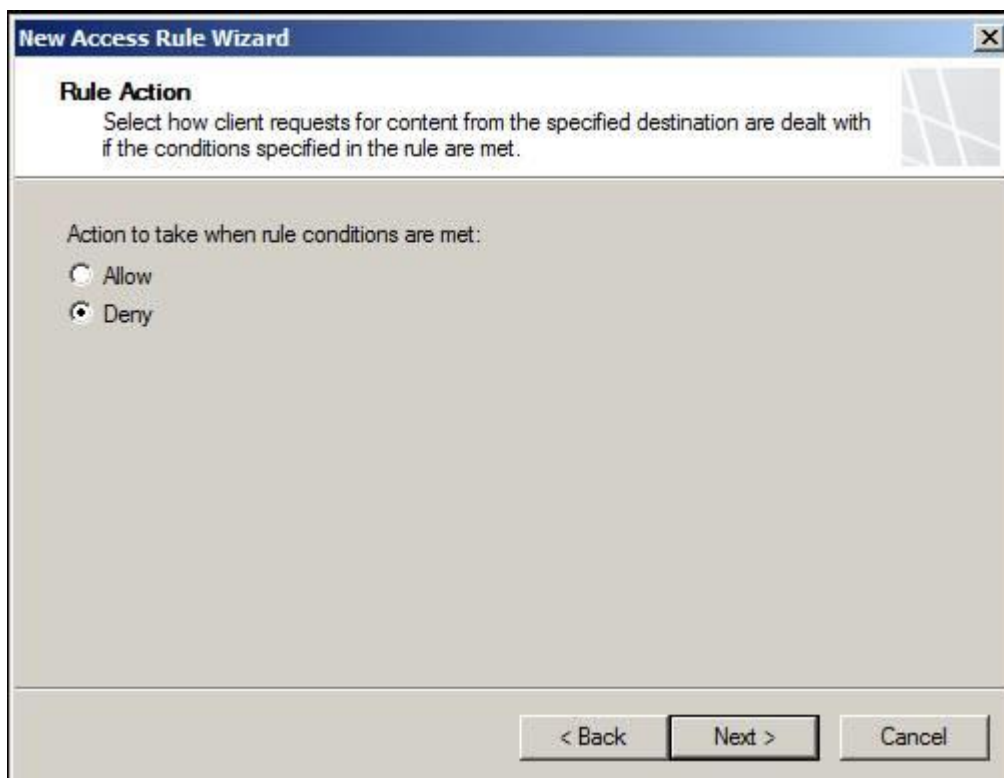 New Access Rule Wizard
Rule Action
Select how client requests for content from the specified destination are dealt with
if the conditions specified in the rule are met.
Action to take when rule conditions are met:
Allow
Deny
< Back
Next >
Cancel